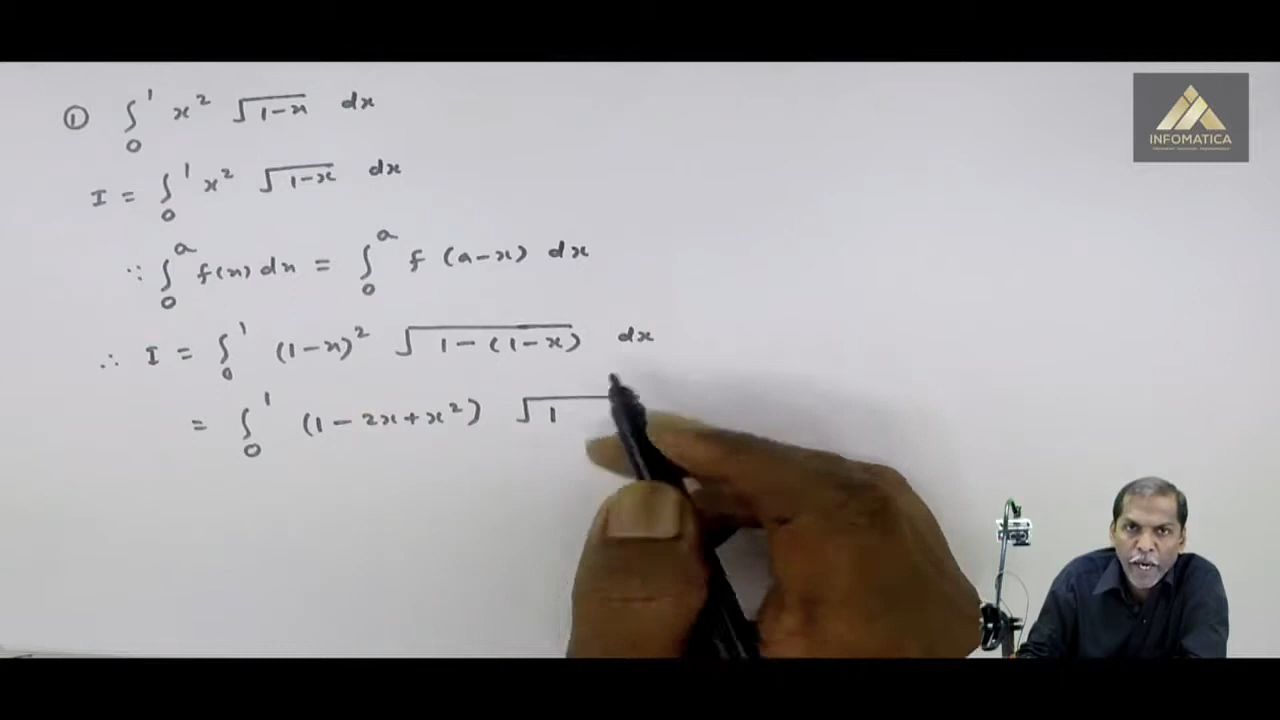 ① ∫₀¹ x² √(1-x) dx
INFOMATICA
I = ∫₀¹ x² √(1-x) dx
∵ ∫₀ᵃ f(x) dx = ∫₀ᵃ f (a-x) dx
∴ I = ∫₀¹ (1-x)² √(1-(1-x)) dx
= ∫₀¹ (1-2x+x²) √1